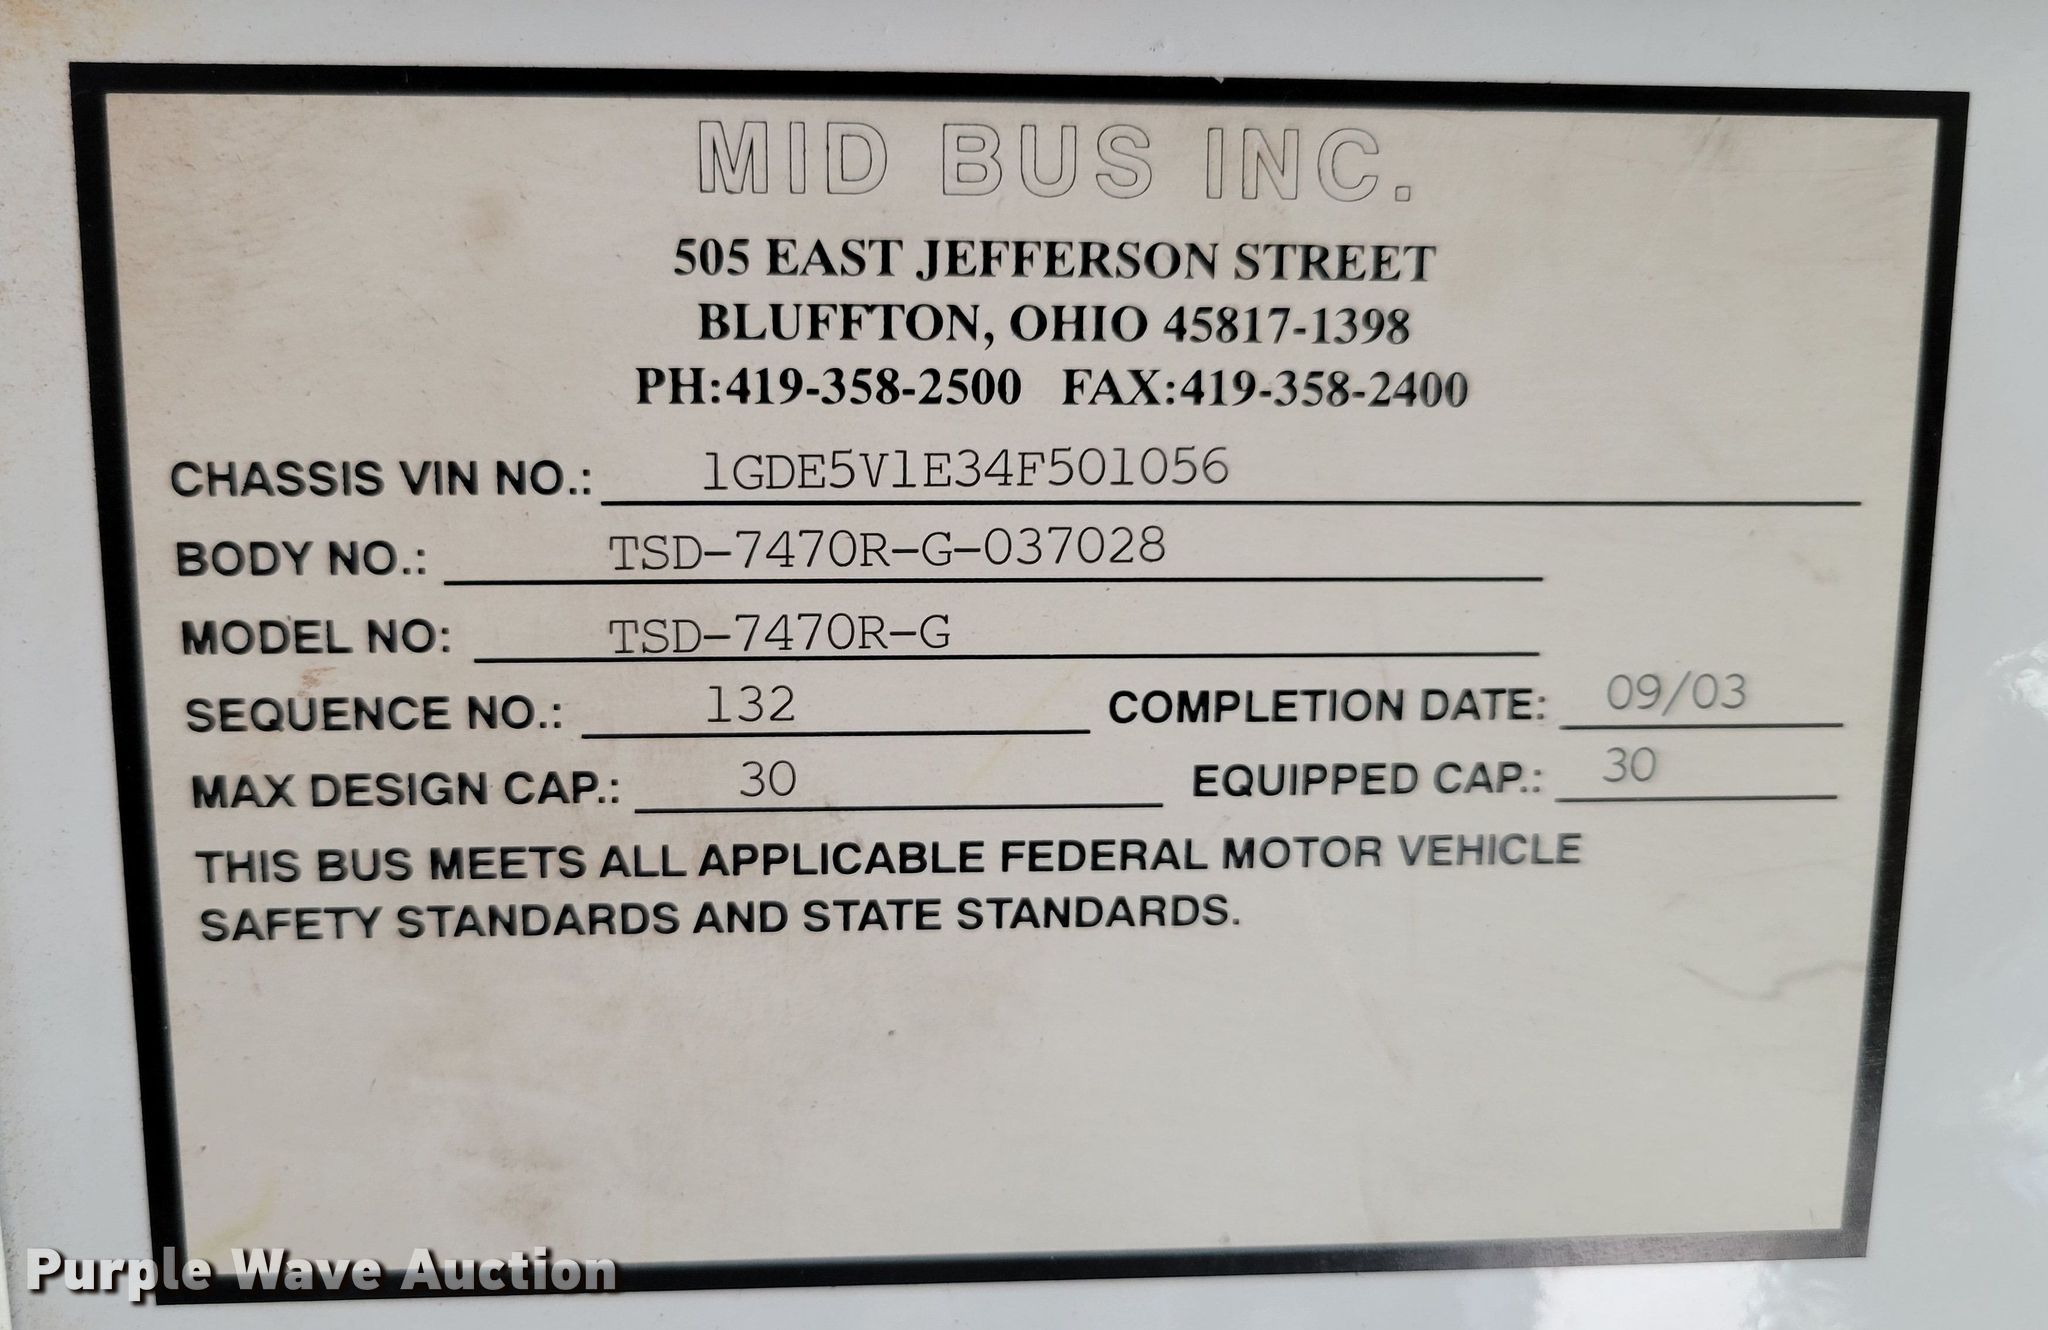 MID BUS INC.
505 EAST JEFFERSON STREET
BLUFFTON, OHIO 45817-1398
PH:419-358-2500 FAX:419-358-2400
CHASSIS VIN NO.: 1GDE5V1E34F501056
BODY NO.: TSD-7470R-G-037028
MODEL NO: TSD-7470R-G
SEQUENCE NO.: 132 COMPLETION DATE: 09/03
MAX DESIGN CAP.: 30 EQUIPPED CAP.: 30
THIS BUS MEETS ALL APPLICABLE FEDERAL MOTOR VEHICLE
SAFETY STANDARDS AND STATE STANDARDS.
Purple Wave Auction